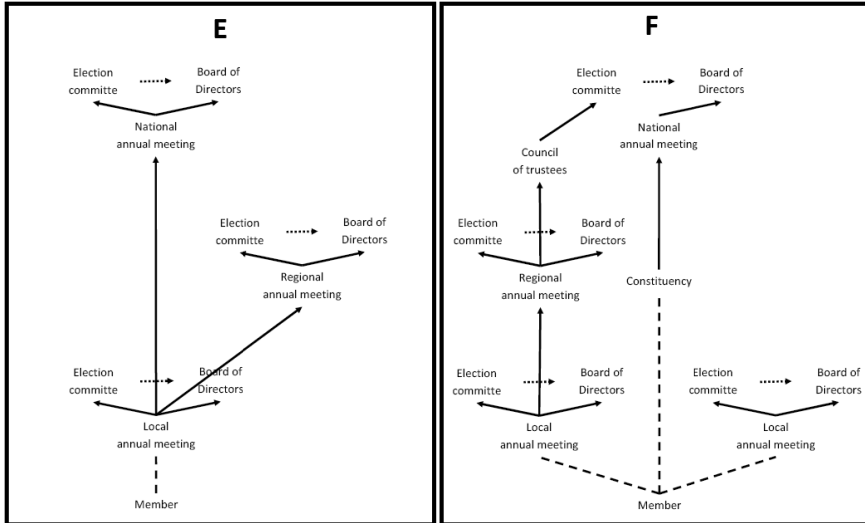 E
Election
committe
Board of
Directors
National
annual meeting
Election
committe
Board of
Directors
Regional
annual meeting
Election
committe
Board of
Directors
Local
annual meeting
Member
F
Election
committe
Board of
Directors
National
annual meeting
Council
of trustees
Election
committe
Board of
Directors
Regional
annual meeting
Constituency
Election
committe
Board of
Directors
Local
annual meeting
Election
committe
Board of
Directors
Local
annual meeting
Member